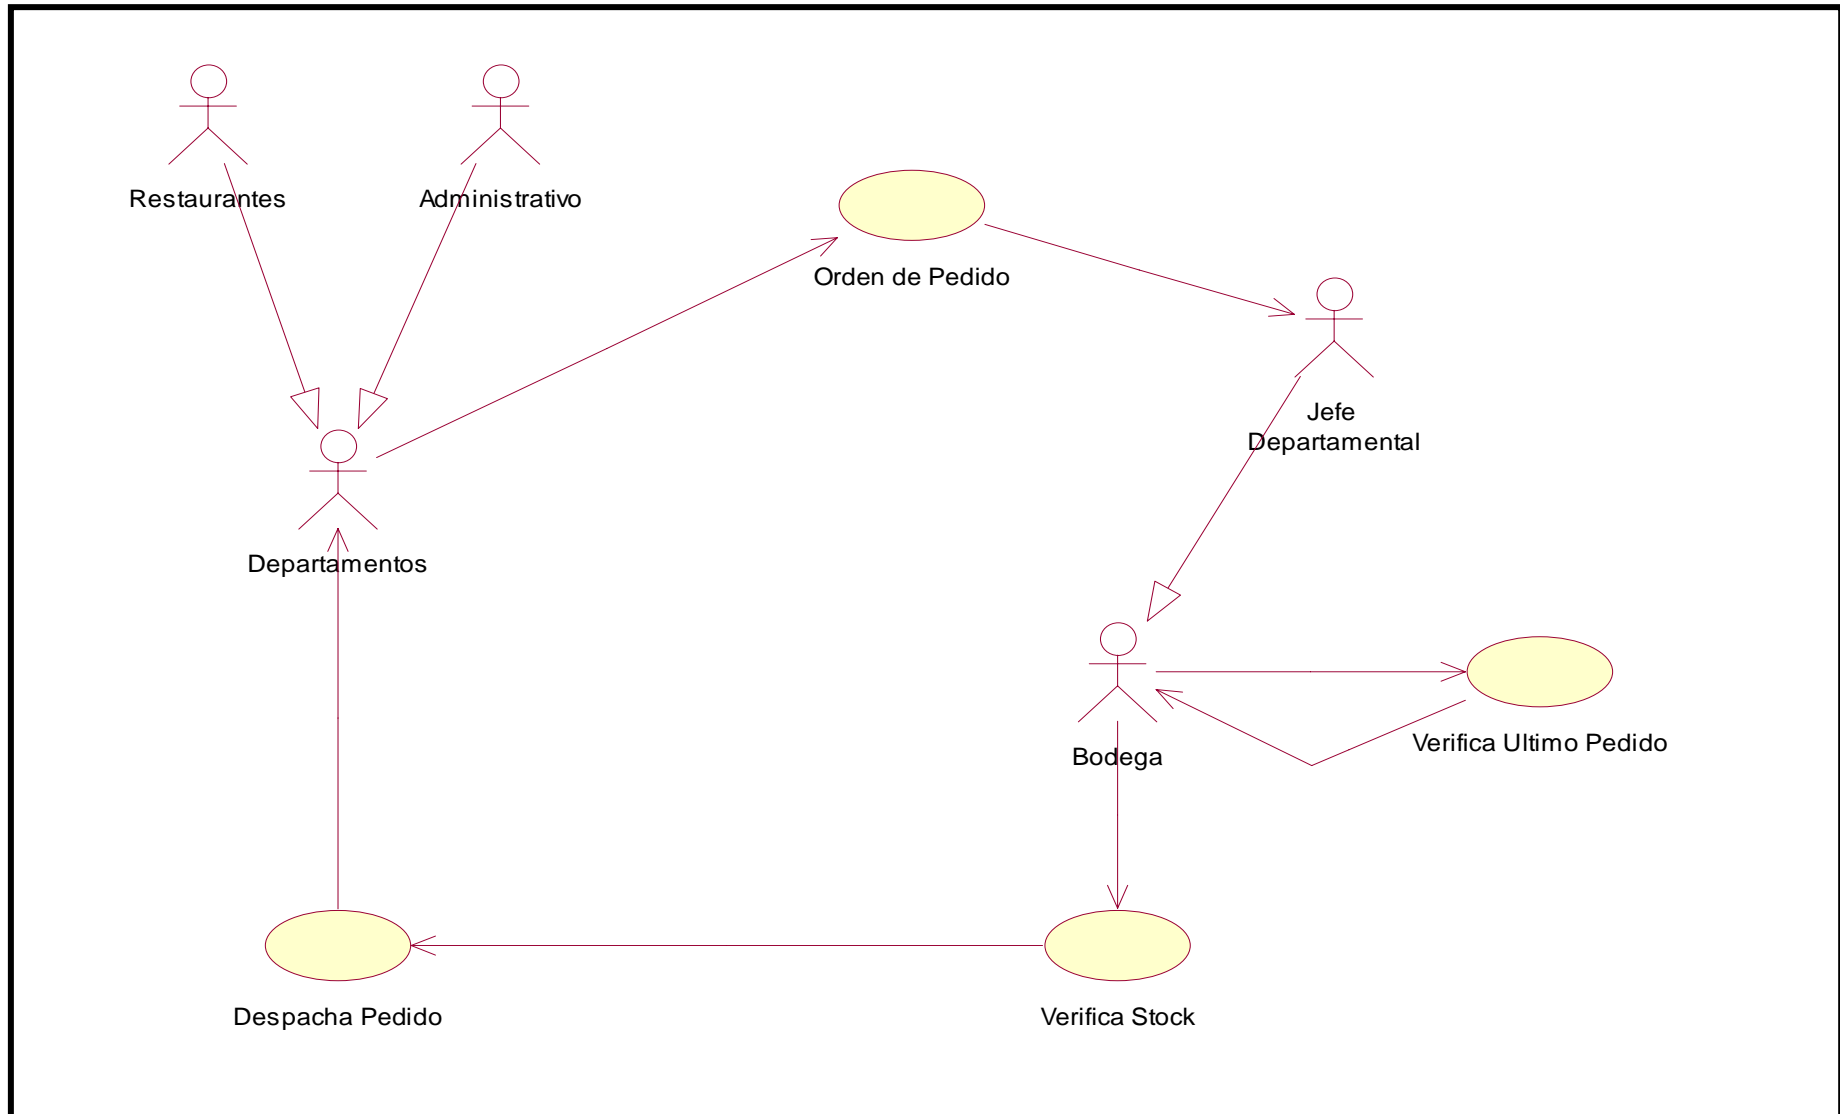 Restaurantes
Administrativo
Orden de Pedido
Jefe
Departamental
Departamentos
Verifica Ultimo Pedido
Bodega
Despacha Pedido
Verifica Stock